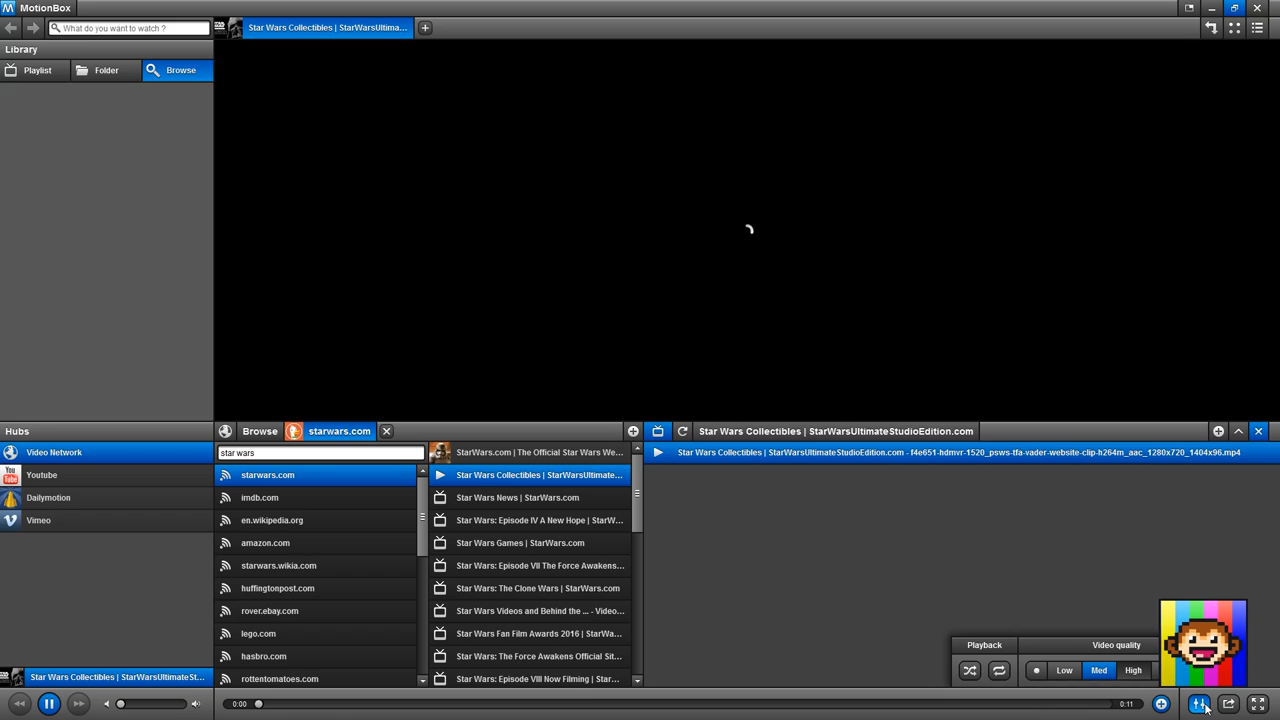 MotionBox
What do you want to watch ?
Star Wars Collectibles | StarWarsUltima...
Library
Playlist
Folder
Browse
Hubs
Video Network
Youtube
Dailymotion
Vimeo
Star Wars Collectibles | StarWarsUltimateSt...
Browse
starwars.com
star wars
starwars.com
imdb.com
en.wikipedia.org
amazon.com
starwars.wikia.com
huffingtonpost.com
rover.ebay.com
lego.com
hasbro.com
rottentomatoes.com
StarWars.com | The Official Star Wars We...
Star Wars Collectibles | StarWarsUltimate...
Star Wars News | StarWars.com
Star Wars: Episode IV A New Hope | StarW...
Star Wars Games | StarWars.com
Star Wars: Episode VII The Force Awakens...
Star Wars: The Clone Wars | StarWars.com
Star Wars Videos and Behind the ... - Video...
Star Wars Fan Film Awards 2016 | StarWa...
Star Wars: The Force Awakens Official Sit...
Star Wars: Episode VIII Now Filming | Star...
Star Wars Collectibles | StarWarsUltimateStudioEdition.com
Star Wars Collectibles | StarWarsUltimateStudioEdition.com - f4e651-hdmvr-1520_psws-tfa-vader-website-clip-h264m_aac_1280x720_1404x96.mp4
Playback
Video quality
Low
Med
High
0:00
0:11